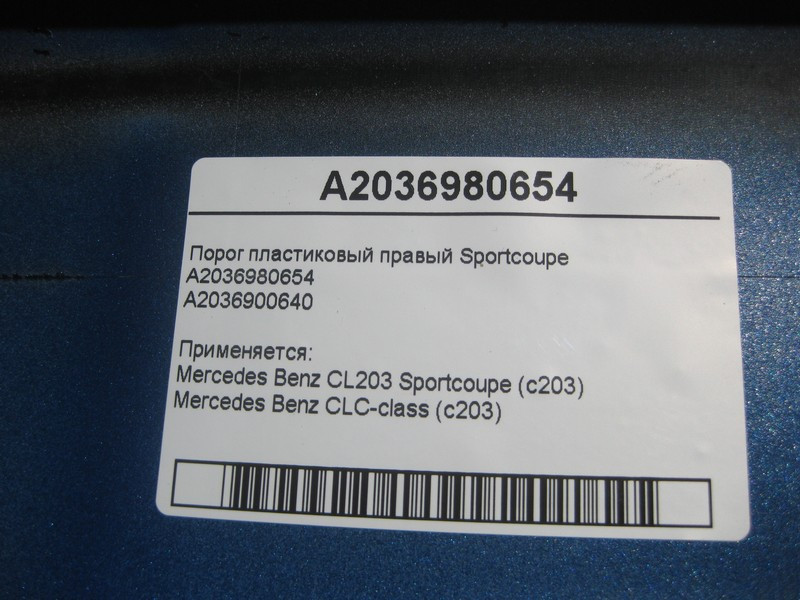 A2036980654
Порог пластиковый правый Sportcoupe
A2036980654
A2036900640
Применяется:
Mercedes Benz CL203 Sportcoupe (c203)
Mercedes Benz CLC-class (c203)